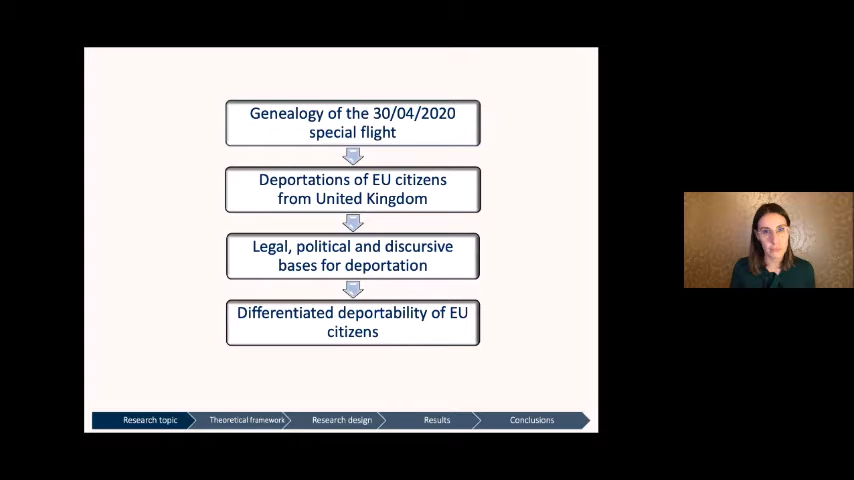 Genealogy of the 30/04/2020
special flight
Deportations of EU citizens
from United Kingdom
Legal, political and discursive
bases for deportation
Differentiated deportability of EU
citizens
Research topic
Theoretical framework
Research design
Results
Conclusions